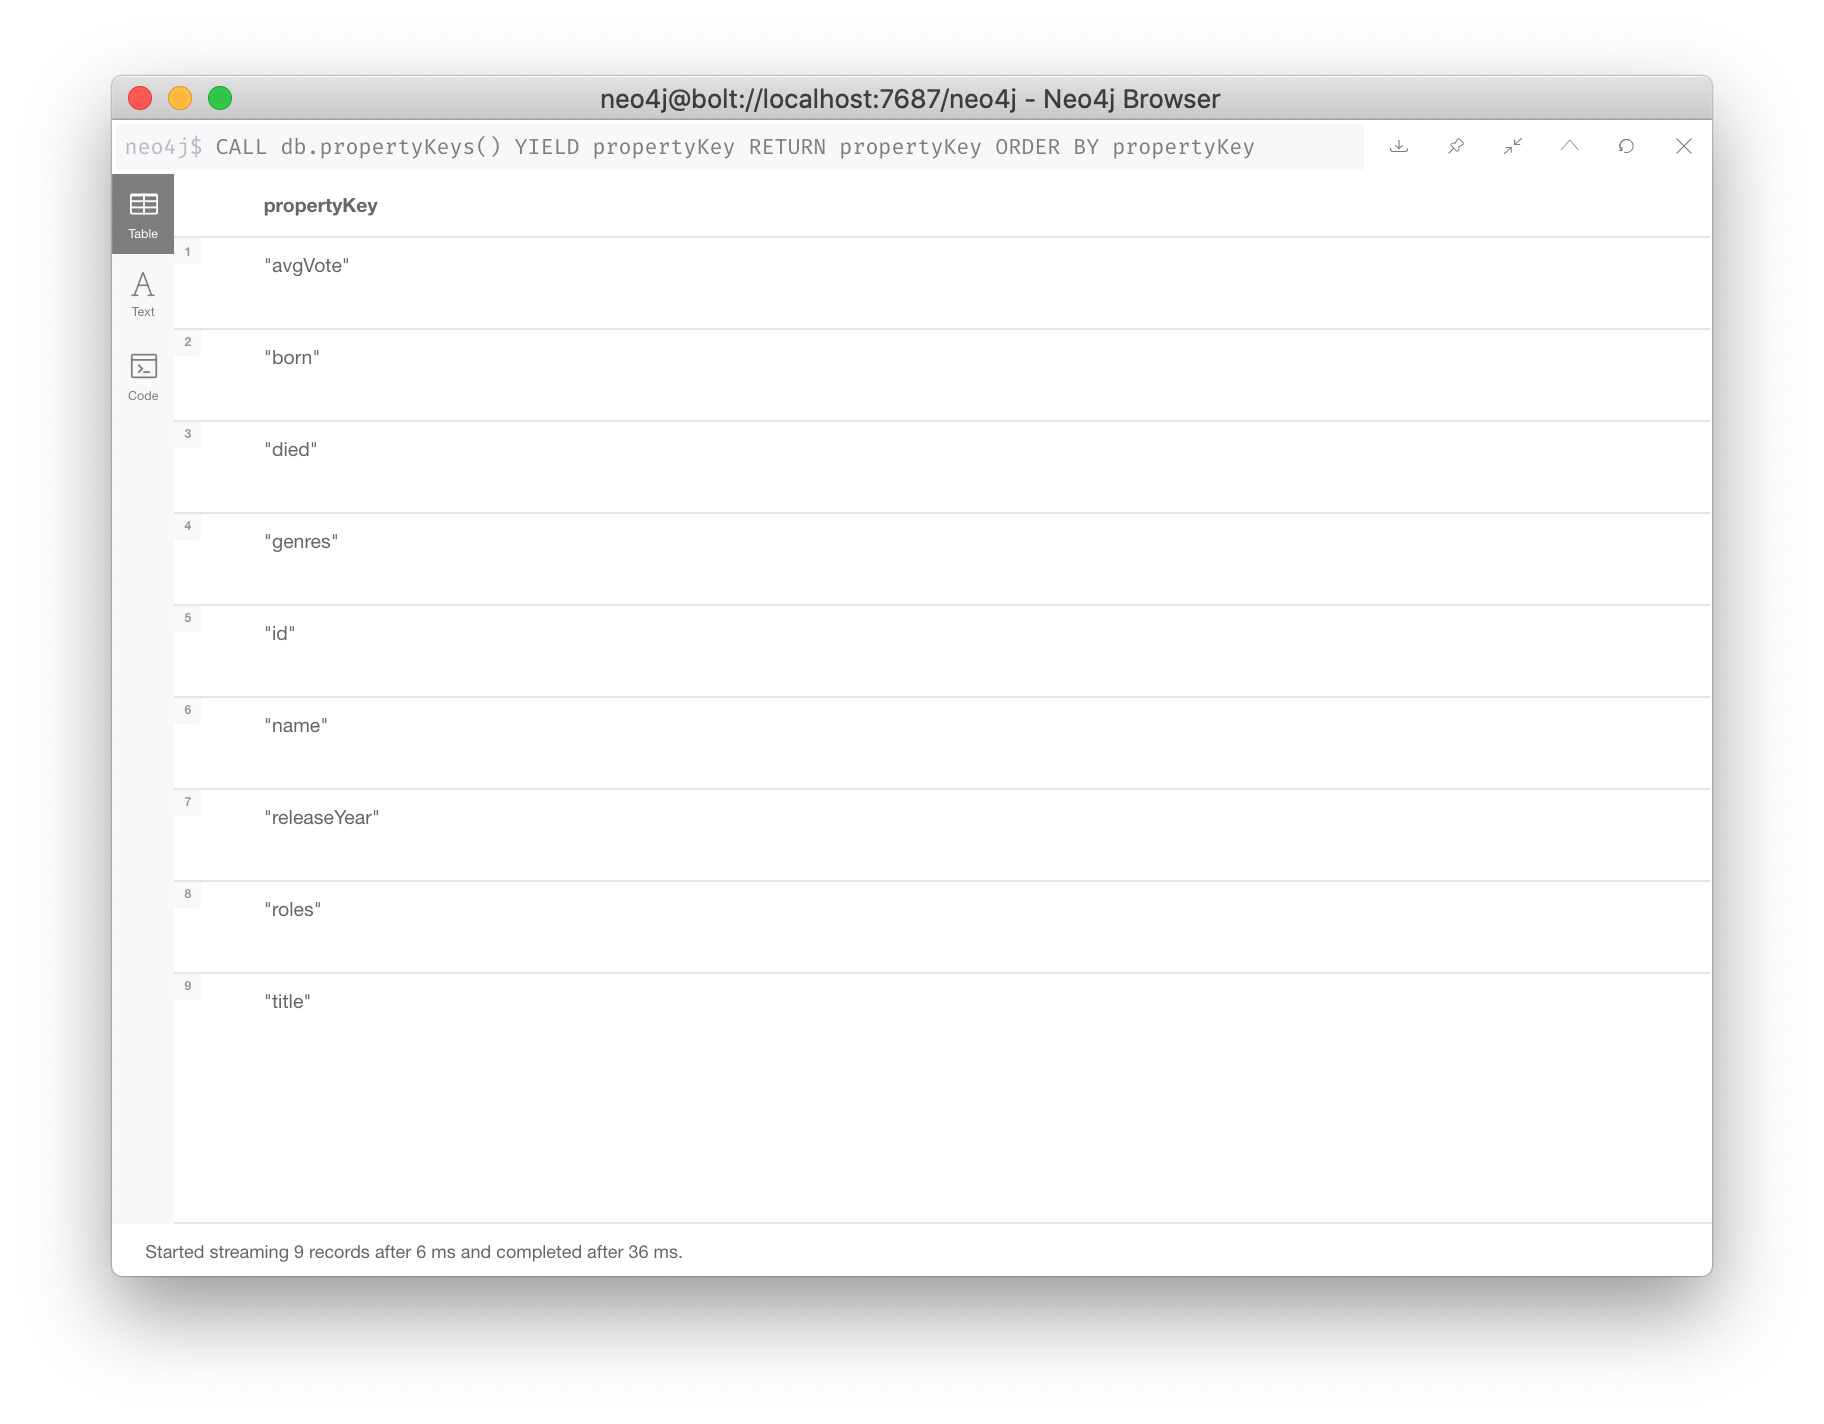 neo4j@bolt://localhost:7687/neo4j - Neo4j Browser
neo4j$ CALL db.propertyKeys() YIELD propertyKey RETURN propertyKey ORDER BY propertyKey
Table
Text
Code
propertyKey
1
"avgVote"
2
"born"
3
"died"
4
"genres"
5
"id"
6
"name"
7
"releaseYear"
8
"roles"
9
"title"
Started streaming 9 records after 6 ms and completed after 36 ms.